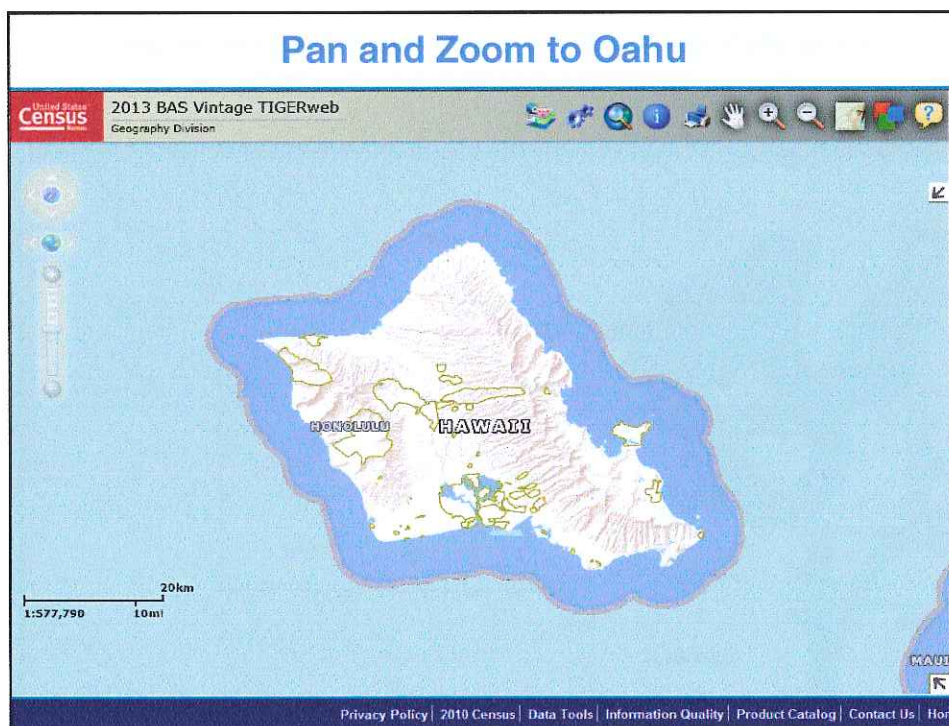 Pan and Zoom to Oahu
United States
Census
Bureau
2013 BAS Vintage TIGERweb
Geography Division
HONOLULU
HAWAII
20km
1:577,790 10mi
MAUI
Privacy Policy | 2010 Census | Data Tools | Information Quality | Product Catalog | Contact Us | Ho